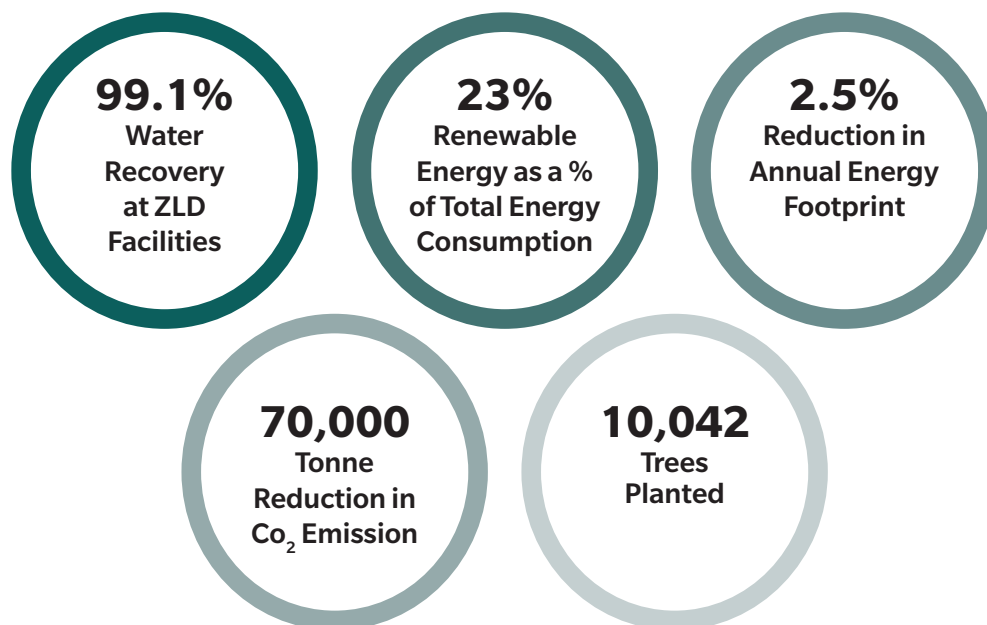 99.1%
Water
Recovery
at ZLD
Facilities
23%
Renewable
Energy as a %
of Total Energy
Consumption
2.5%
Reduction in
Annual Energy
Footprint
70,000
Tonne
Reduction in
Co₂ Emission
10,042
Trees
Planted